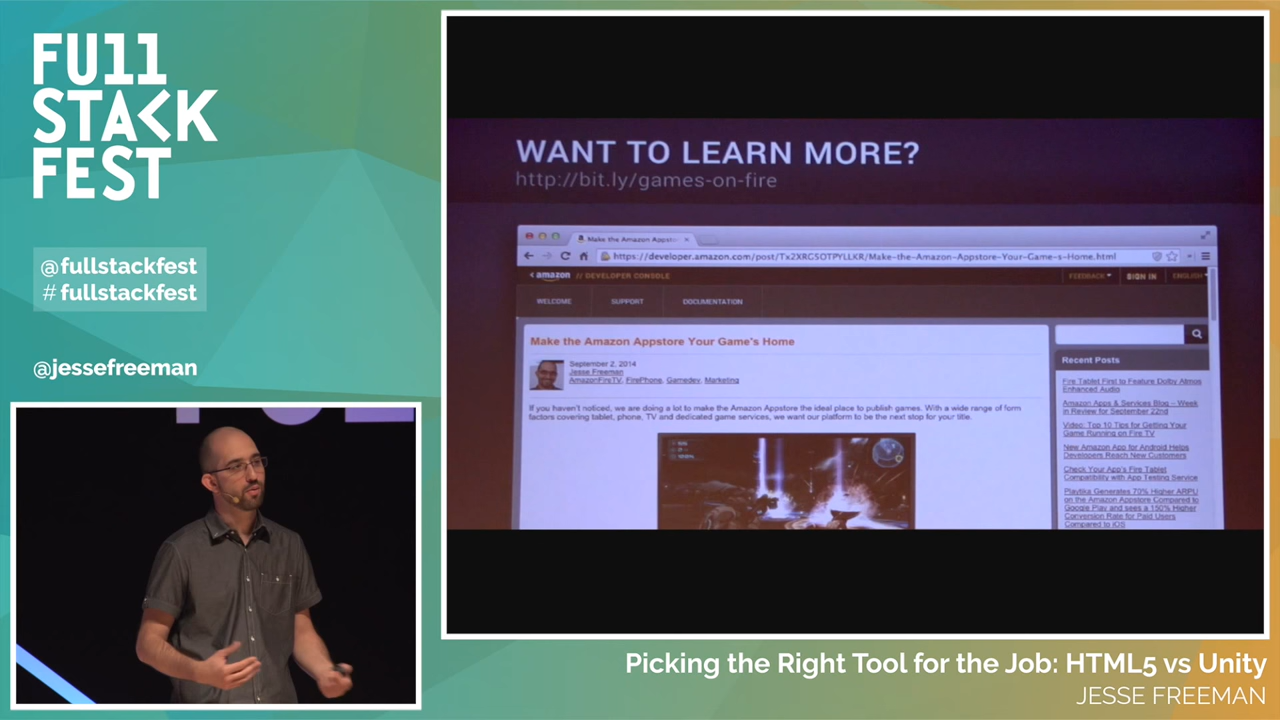 FULL
STACK
FEST
@fullstackfest
# fullstackfest
@jessefreeman
WANT TO LEARN MORE?
http://bit.ly/games-on-fire
Make the Amazon Appstor
https://developer.amazon.com/post/Tx2XRG5OTPYLLKR/Make-the-Amazon-Appstore-Your-Game-s-Home.html
amazon // DEVELOPER CONSOLE
FEEDBACK
SIGN IN
ENGLISH
WELCOME
SUPPORT
DOCUMENTATION
Make the Amazon Appstore Your Game's Home
September 2, 2014
Jesse Freeman
AmazonFireTV, FirePhone, Gamedev, Marketing
If you haven't noticed, we are doing a lot to make the Amazon Appstore the ideal place to publish games. With a wide range of form
factors covering tablet, phone, TV and dedicated game services, we want our platform to be the next stop for your title.
Recent Posts
Fire Tablet First to Feature Dolby Atmos
Enhanced Audio
Amazon Apps & Services Blog – Week
in Review for September 22nd
Video: Top 10 Tips for Getting Your
Game Running on Fire TV
New Amazon App for Android Helps
Developers Reach New Customers
Check Your App's Fire Tablet
Compatibility with App Testing Service
Playtika Generates 70% Higher ARPU
on the Amazon Appstore Compared to
Google Play and sees a 150% Higher
Conversion Rate for Paid Users
Compared to iOS
Picking the Right Tool for the Job: HTML5 vs Unity
JESSE FREEMAN